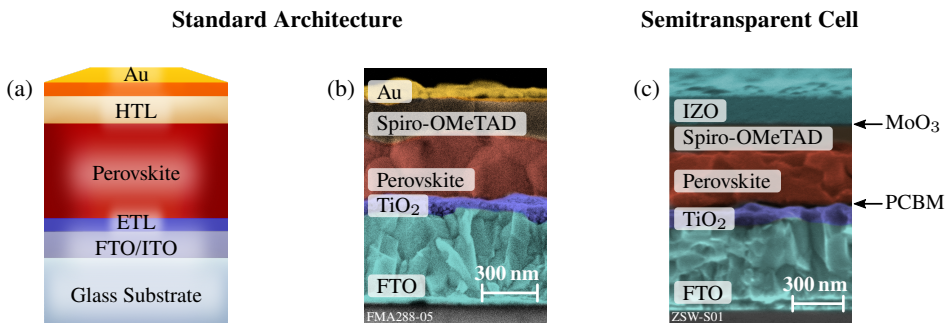 Standard Architecture
Semitransparent Cell
(a)
Au
HTL
Perovskite
ETL
FTO/ITO
Glass Substrate
(b)
Au
Spiro-OMeTAD
Perovskite
TiO₂
FTO
300 nm
FMA288-05
(c)
IZO
MoO₃
Spiro-OMeTAD
Perovskite
PCBM
TiO₂
FTO
300 nm
ZSW-S01